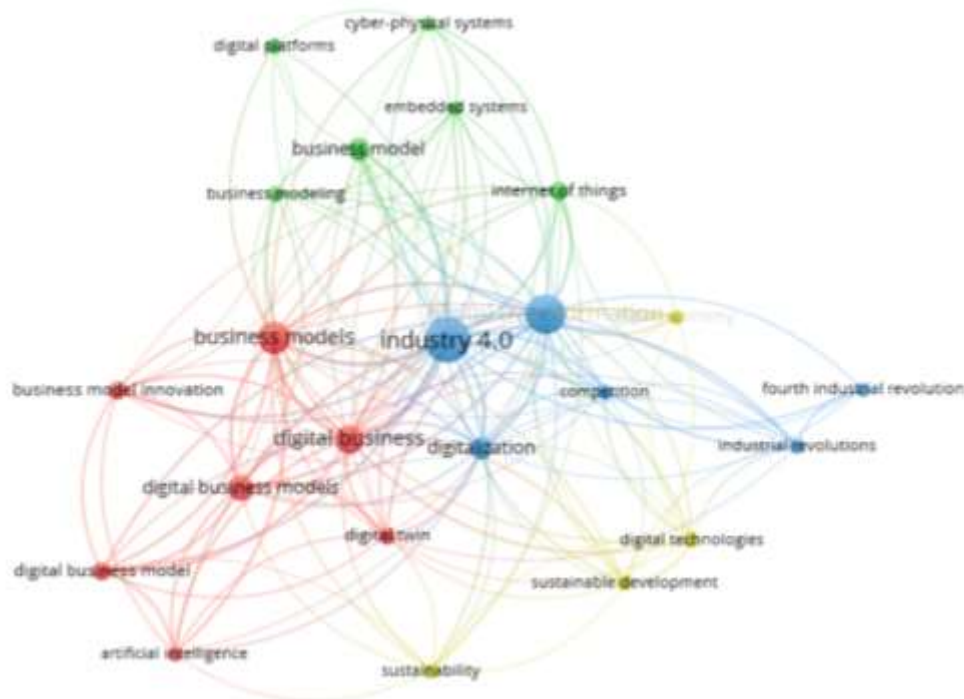 cyber-physical systems
digital platforms
embedded systems
business model
business modeling
internet of things
business models
industry 4.0
business model innovation
competition
fourth industrial revolution
digital business
digitalization
industrial revolutions
digital business models
digital twin
digital technologies
digital business model
sustainable development
artificial intelligence
sustainability